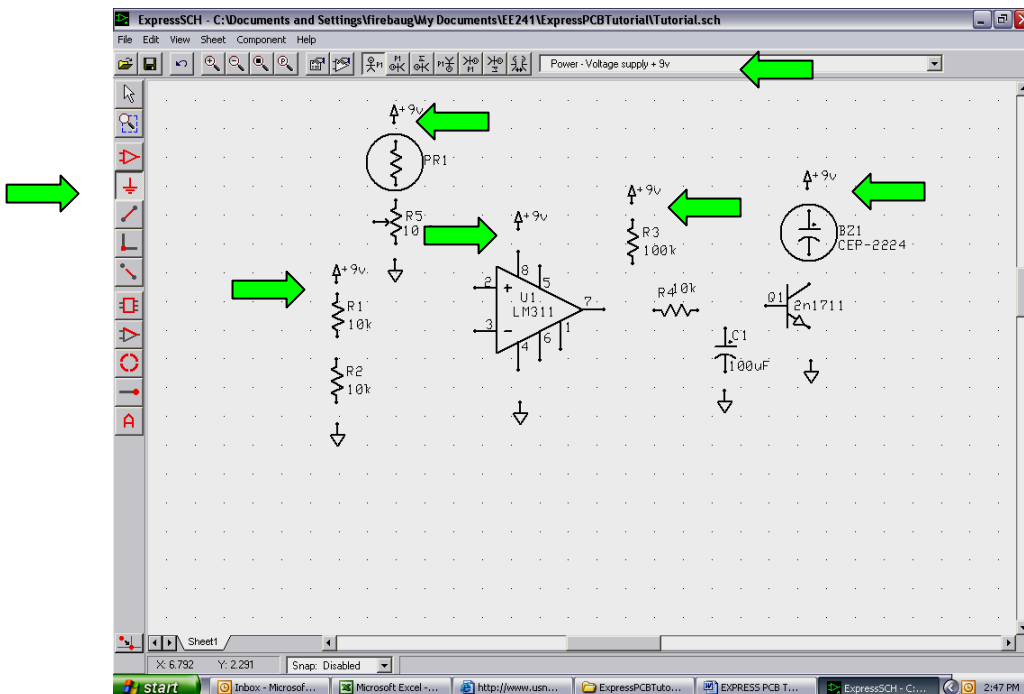 ExpressSCH - C:\Documents and Settings\firebaug\My Documents\EE241\ExpressPCBTutorial\Tutorial.sch
File Edit View Sheet Component Help
Power - Voltage supply + 9v
+9v
PR1
+9v
+9v
R5
10
+9v
R3
100k
BZ1
CEP-2224
+9v
8
5
2
+
U1
LM311
7
3
-
1
6
4
R1
10k
R4
10k
Q1
2n1711
C1
100uF
R2
10k
A
Sheet1
X: 6.792 Y: 2.291 Snap: Disabled
start Inbox - Microsof... Microsoft Excel -... http://www.usn... ExpressPCBTuto... EXPRESS PCB T... ExpressSCH - C:... 2:47 PM